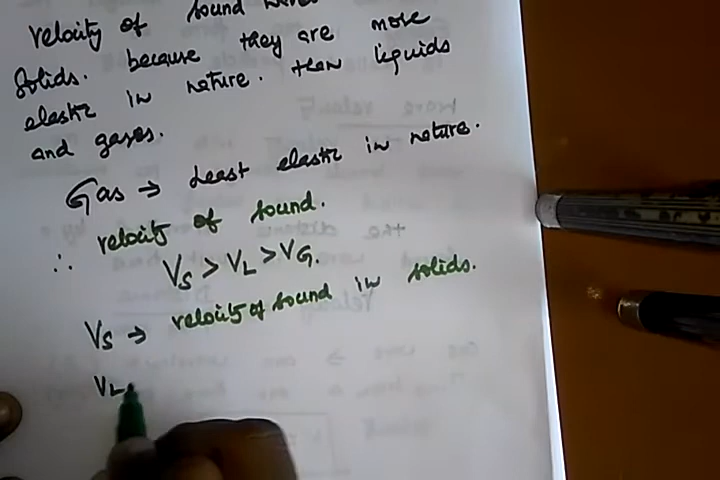 velocity of sound
solids. because they are more
elastic in nature. then liquids
and gases.
Gas → Least elastic in nature.
∴ velocity of sound.
VS > VL > VG.
VS → velocity of sound in solids.
VL